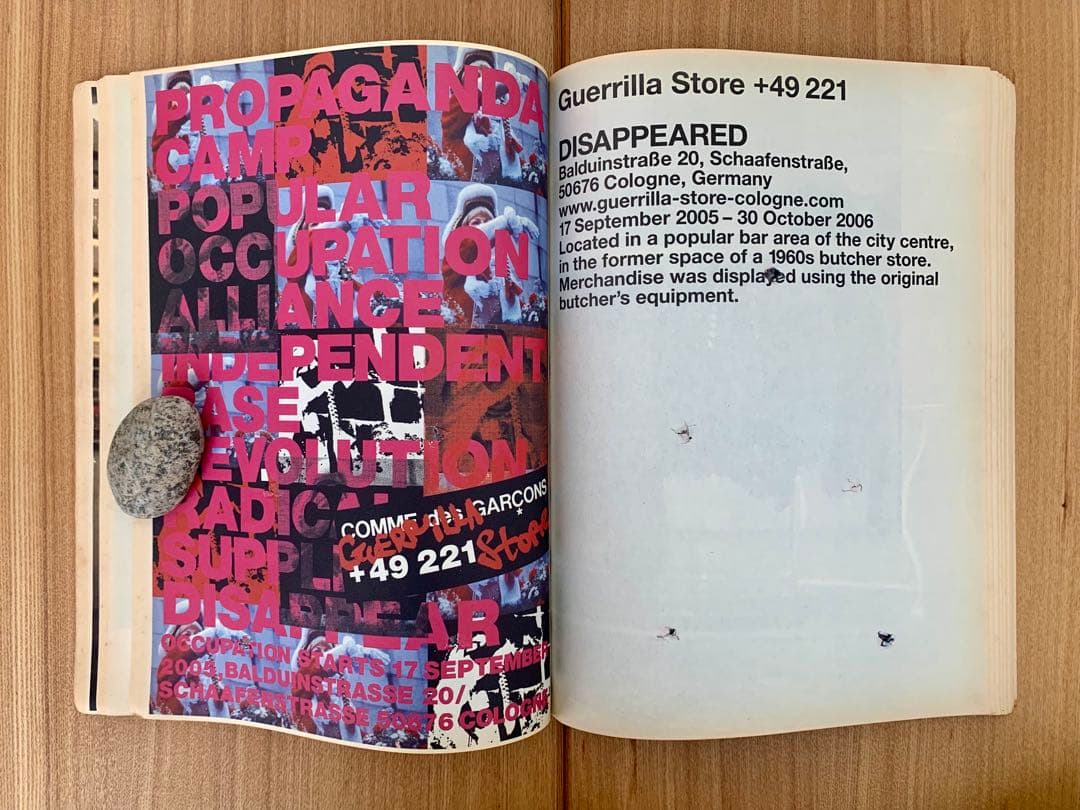 PROPAGANDA
CAMP
POPULAR
OCCUPATION
ALLIANCE
INDEPENDENT
BASE
REVOLUTION
RADICAL
SUPPL
DISAPPEAR
COMME des GARÇONS
GUERRILLA
Store
+49 221
OCCUPATION STARTS 17 SEPTEMBER
2005, BALDUINSTRASSE 20/
SCHAAFENSTRASSE 50676 COLOGNE
Guerrilla Store +49 221
DISAPPEARED
Balduinstraße 20, Schaafenstraße,
50676 Cologne, Germany
www.guerrilla-store-cologne.com
17 September 2005 – 30 October 2006
Located in a popular bar area of the city centre,
in the former space of a 1960s butcher store.
Merchandise was displayed using the original
butcher’s equipment.